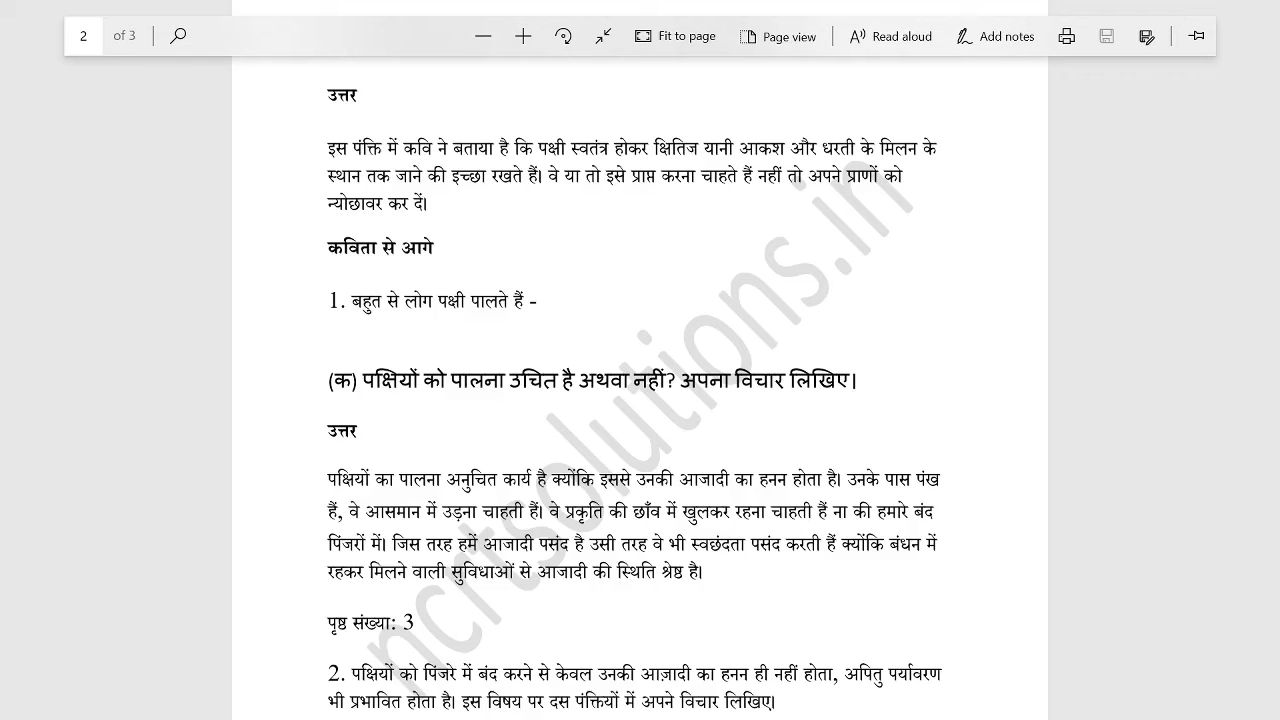 2 of 3 Fit to page Page view Read aloud Add notes
उत्तर
इस पंक्ति में कवि ने बताया है कि पक्षी स्वतंत्र होकर क्षितिज यानी आकश और धरती के मिलन के
स्थान तक जाने की इच्छा रखते हैं। वे या तो इसे प्राप्त करना चाहते हैं नहीं तो अपने प्राणों को
न्योछावर कर दें।
कविता से आगे
1. बहुत से लोग पक्षी पालते हैं -
(क) पक्षियों को पालना उचित है अथवा नहीं? अपना विचार लिखिए।
उत्तर
पक्षियों का पालना अनुचित कार्य है क्योंकि इससे उनकी आजादी का हनन होता है। उनके पास पंख
हैं, वे आसमान में उड़ना चाहती हैं। वे प्रकृति की छाँव में खुलकर रहना चाहती हैं ना की हमारे बंद
पिंजरों में। जिस तरह हमें आजादी पसंद है उसी तरह वे भी स्वछंदता पसंद करती हैं क्योंकि बंधन में
रहकर मिलने वाली सुविधाओं से आजादी की स्थिति श्रेष्ठ है।
पृष्ठ संख्या: 3
2. पक्षियों को पिंजरे में बंद करने से केवल उनकी आज़ादी का हनन ही नहीं होता, अपितु पर्यावरण
भी प्रभावित होता है। इस विषय पर दस पंक्तियों में अपने विचार लिखिए।
ncrtsolutions.in